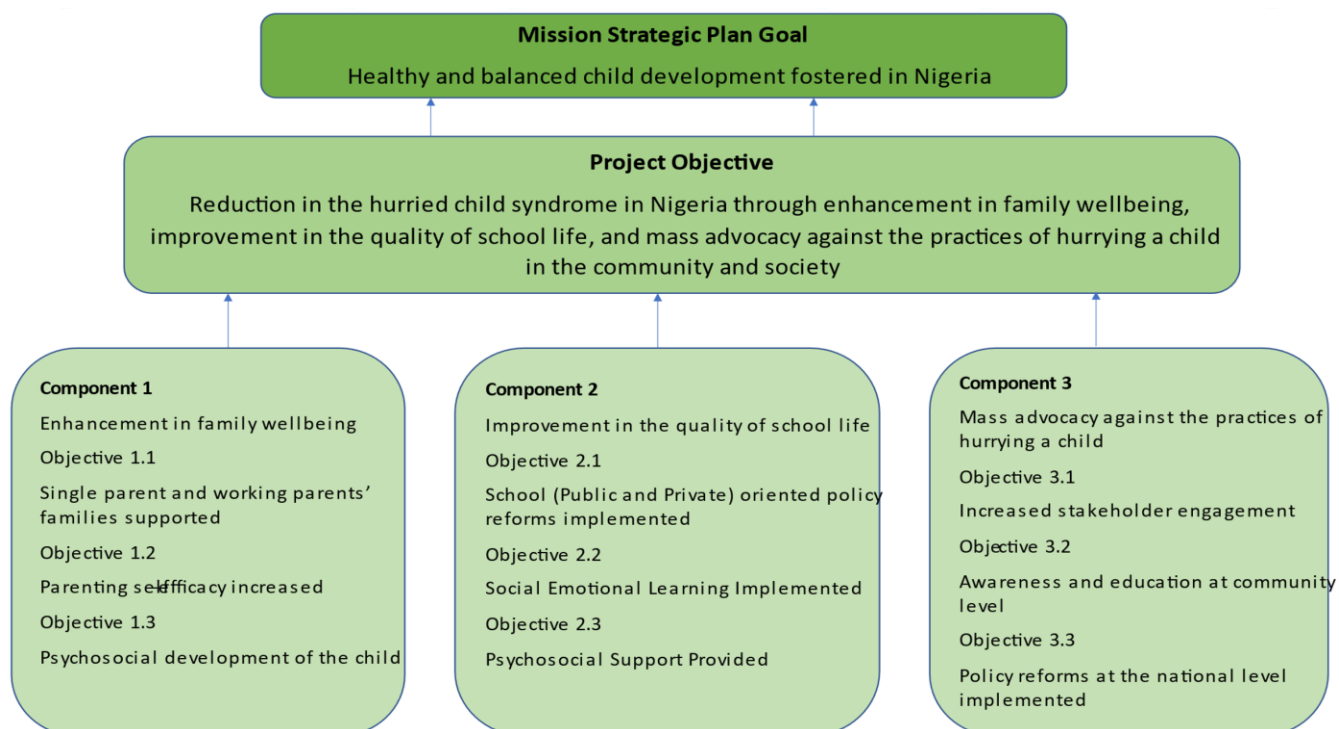 Mission Strategic Plan Goal
Healthy and balanced child development fostered in Nigeria
Project Objective
Reduction in the hurried child syndrome in Nigeria through enhancement in family wellbeing,
improvement in the quality of school life, and mass advocacy against the practices of hurrying a child
in the community and society
Component 1
Enhancement in family wellbeing
Objective 1.1
Single parent and working parents'
families supported
Objective 1.2
Parenting self-efficacy increased
Objective 1.3
Psychosocial development of the child
Component 2
Improvement in the quality of school life
Objective 2.1
School (Public and Private) oriented policy
reforms implemented
Objective 2.2
Social Emotional Learning Implemented
Objective 2.3
Psychosocial Support Provided
Component 3
Mass advocacy against the practices of
hurrying a child
Objective 3.1
Increased stakeholder engagement
Objective 3.2
Awareness and education at community
level
Objective 3.3
Policy reforms at the national level
implemented